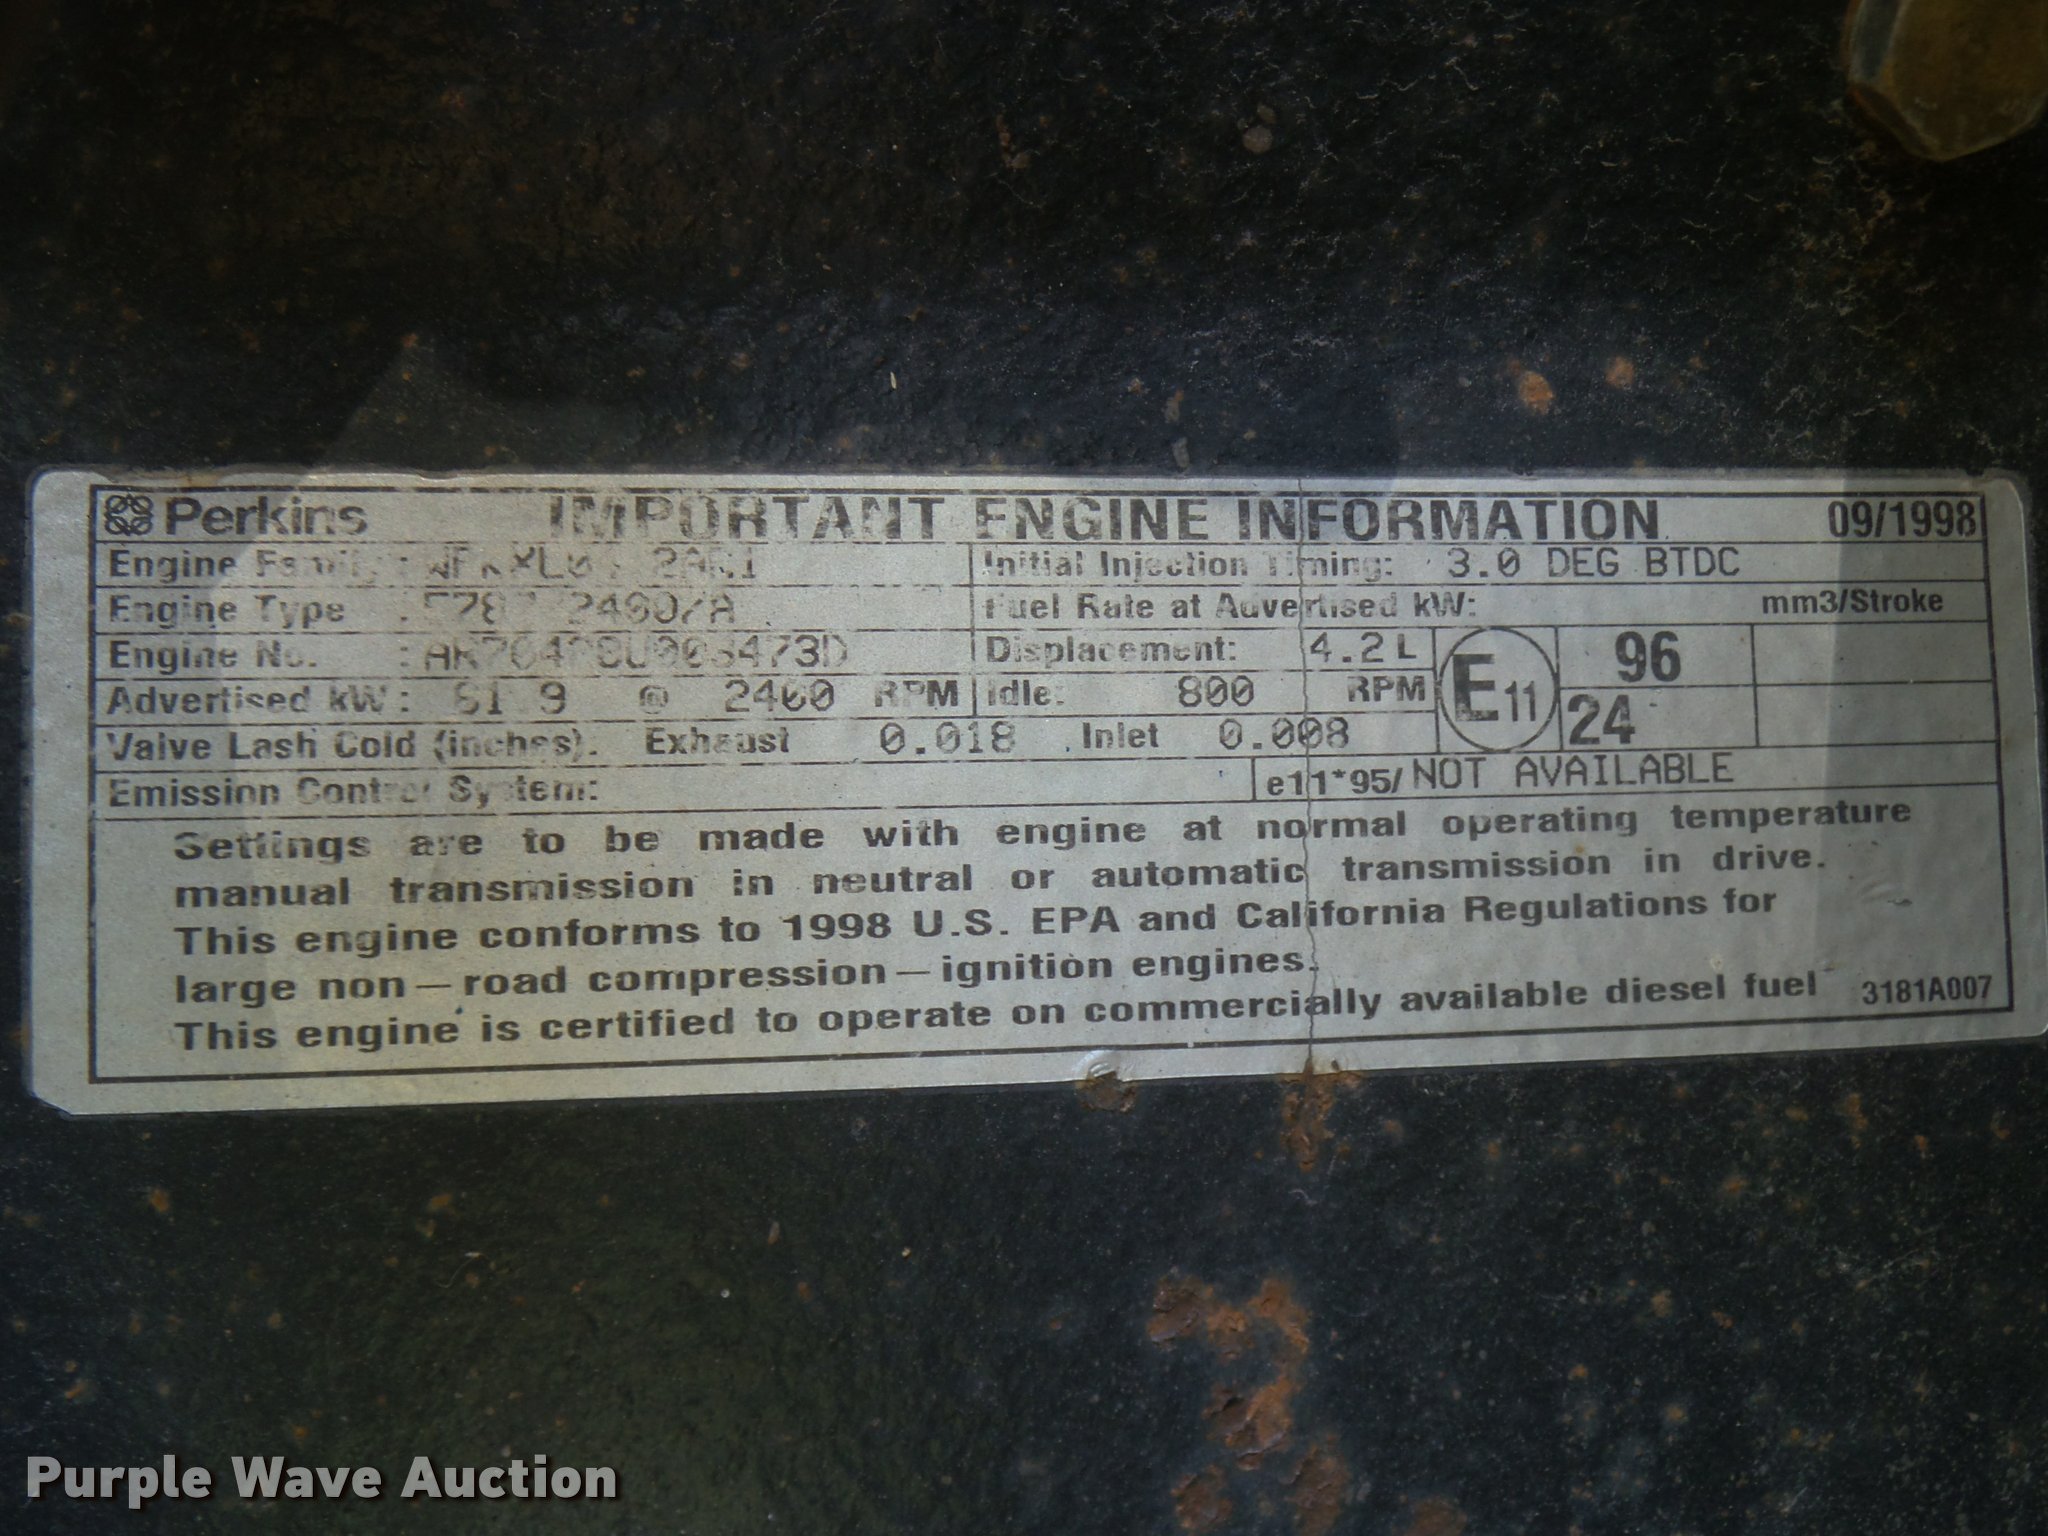 Perkins IMPORTANT ENGINE INFORMATION 09/1998
Engine Family: Initial Injection Timing: 3.0 DEG BTDC
Engine Type Fuel Rate at Advertised kW: mm3/Stroke
Engine No. : Displacement: 4.2 L
E11 96
24
Advertised kW: 81.9 @ 2400 RPM Idle: 800 RPM
Valve Lash Cold (inches). Exhaust 0.018 Inlet 0.008
Emission Control System: e11*95/ NOT AVAILABLE
Settings are to be made with engine at normal operating temperature
manual transmission in neutral or automatic transmission in drive.
This engine conforms to 1998 U.S. EPA and California Regulations for
large non-road compression-ignition engines.
This engine is certified to operate on commercially available diesel fuel 3181A007
Purple Wave Auction